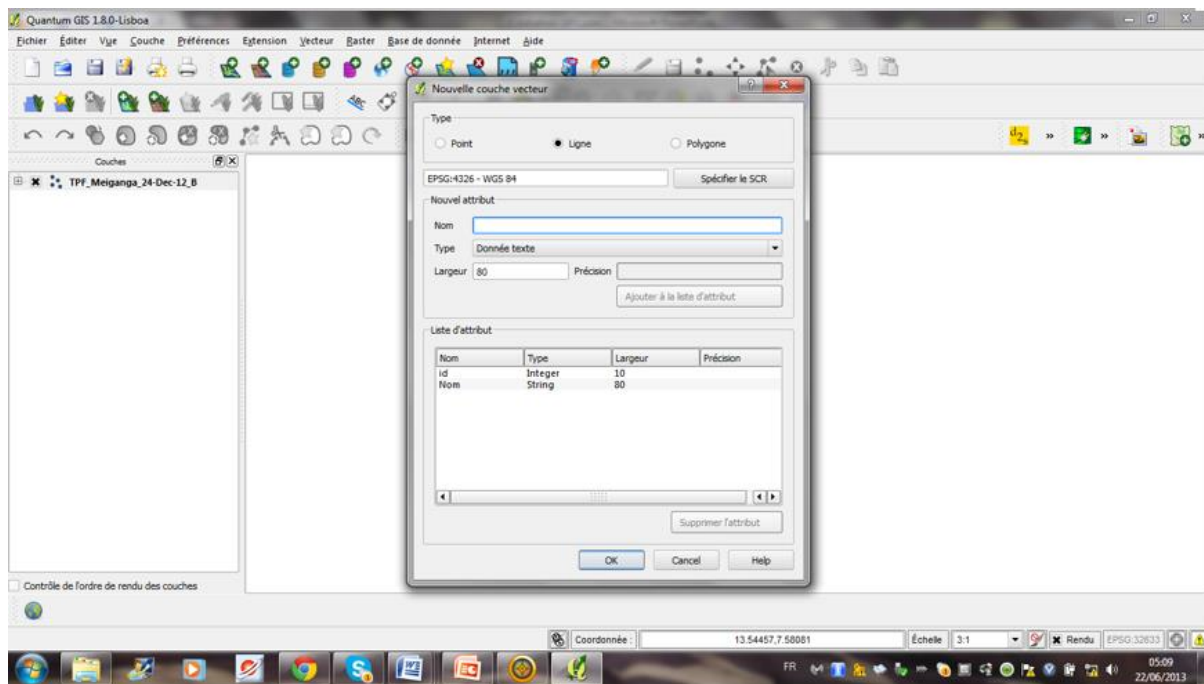 Quantum GIS 1.8.0-Lisboa
Fichier Éditer Vue Couche Préférences Extension Vecteur Raster Base de donnée Internet Aide
Couches
TPF_Meiganga_24-Dec-12_B
Contrôle de l'ordre de rendu des couches
Nouvelle couche vecteur
Type
Point Ligne Polygone
EPSG:4326 - WGS 84 Spécifier le SCR
Nouvel attribut
Nom
Type Donnée texte
Largeur 80 Précision
Ajouter à la liste d'attribut
Liste d'attribut
Nom Type Largeur Précision
id Integer 10
Nom String 80
Supprimer l'attribut
OK Cancel Help
Coordonnée : 13.54457,7.58081 Échelle 3:1 Rendu EPSG:32633
FR 05:09
22/06/2013